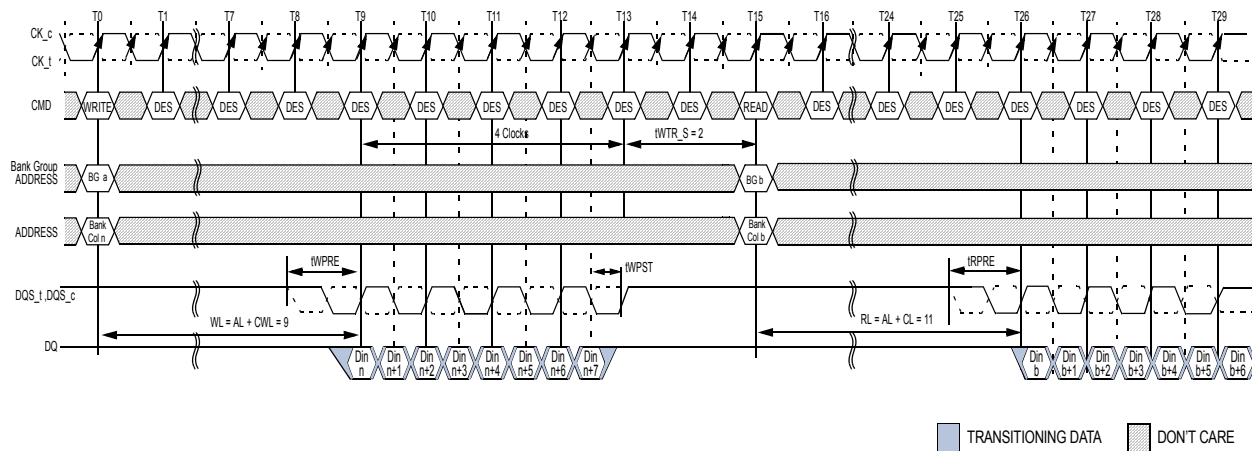 T0 T1 T7 T8 T9 T10 T11 T12 T13 T14 T15 T16 T24 T25 T26 T27 T28 T29
CK_c
CK_t
CMD WRITE DES DES DES DES DES DES DES DES DES READ DES DES DES DES DES DES DES
4 Clocks tWTR_S = 2
Bank Group
ADDRESS BG a BG b
ADDRESS Bank Col n Bank Col b
tWPRE tWPST tRPRE
DQS_t ,DQS_c
WL = AL + CWL = 9 RL = AL + CL = 11
DQ Din n Din n+1 Din n+2 Din n+3 Din n+4 Din n+5 Din n+6 Din n+7 Din b Din b+1 Din b+2 Din b+3 Din b+4 Din b+5 Din b+6
TRANSITIONING DATA DON'T CARE